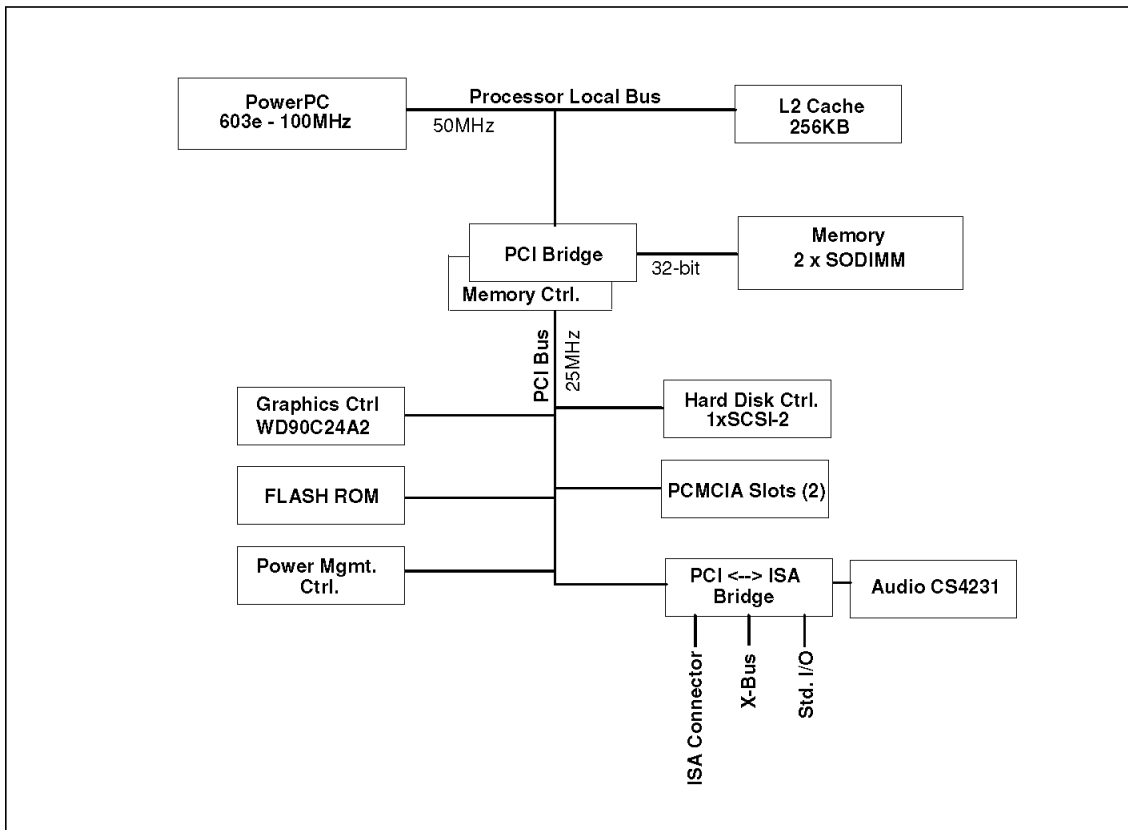 PowerPC
603e - 100MHz
Processor Local Bus
50MHz
L2 Cache
256KB
PCI Bridge
Memory Ctrl.
32-bit
Memory
2 x SODIMM
PCI Bus
25MHz
Graphics Ctrl
WD90C24A2
Hard Disk Ctrl.
1xSCSI-2
FLASH ROM
PCMCIA Slots (2)
Power Mgmt.
Ctrl.
PCI <--> ISA
Bridge
Audio CS4231
ISA Connector
X-Bus
Std. I/O